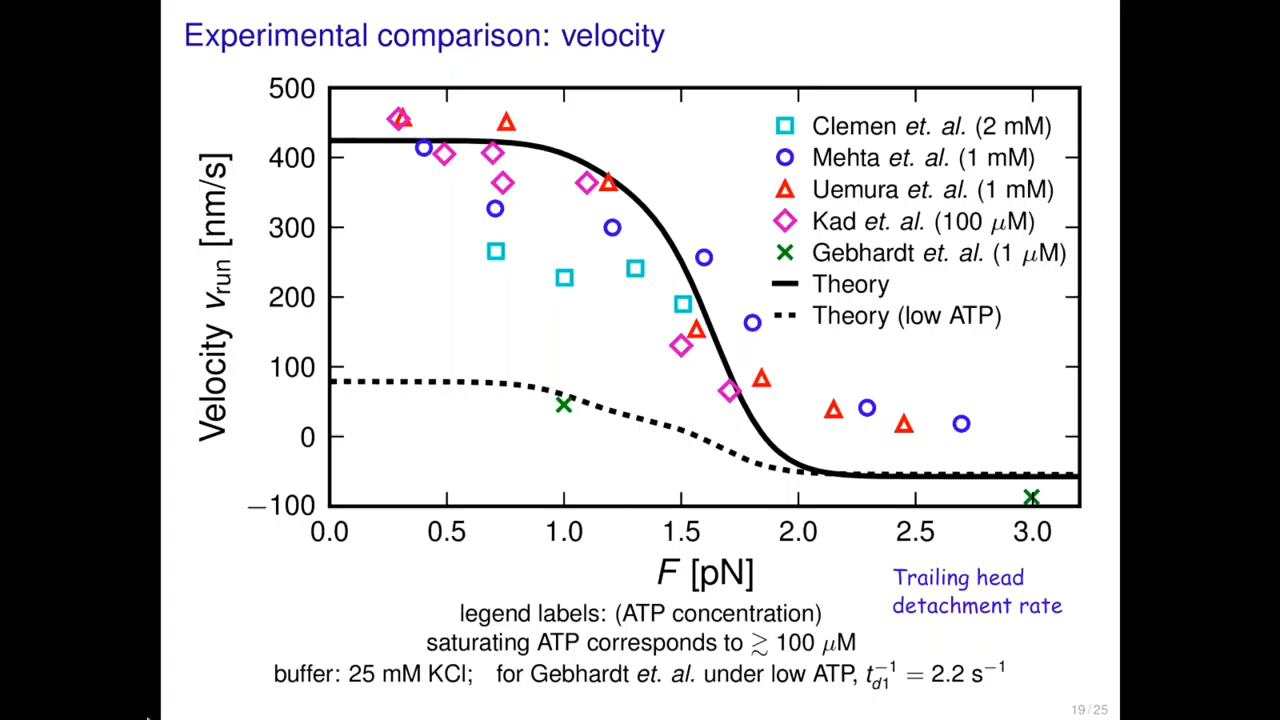 Experimental comparison: velocity
500
400
300
200
100
0
−100
Velocity v_run [nm/s]
0.0 0.5 1.0 1.5 2.0 2.5 3.0
F [pN]
Clemen et. al. (2 mM)
Mehta et. al. (1 mM)
Uemura et. al. (1 mM)
Kad et. al. (100 μM)
Gebhardt et. al. (1 μM)
Theory
Theory (low ATP)
Trailing head
detachment rate
legend labels: (ATP concentration)
saturating ATP corresponds to ≳ 100 μM
buffer: 25 mM KCl; for Gebhardt et. al. under low ATP, t_{d1}^{−1} = 2.2 s^{−1}
19/25